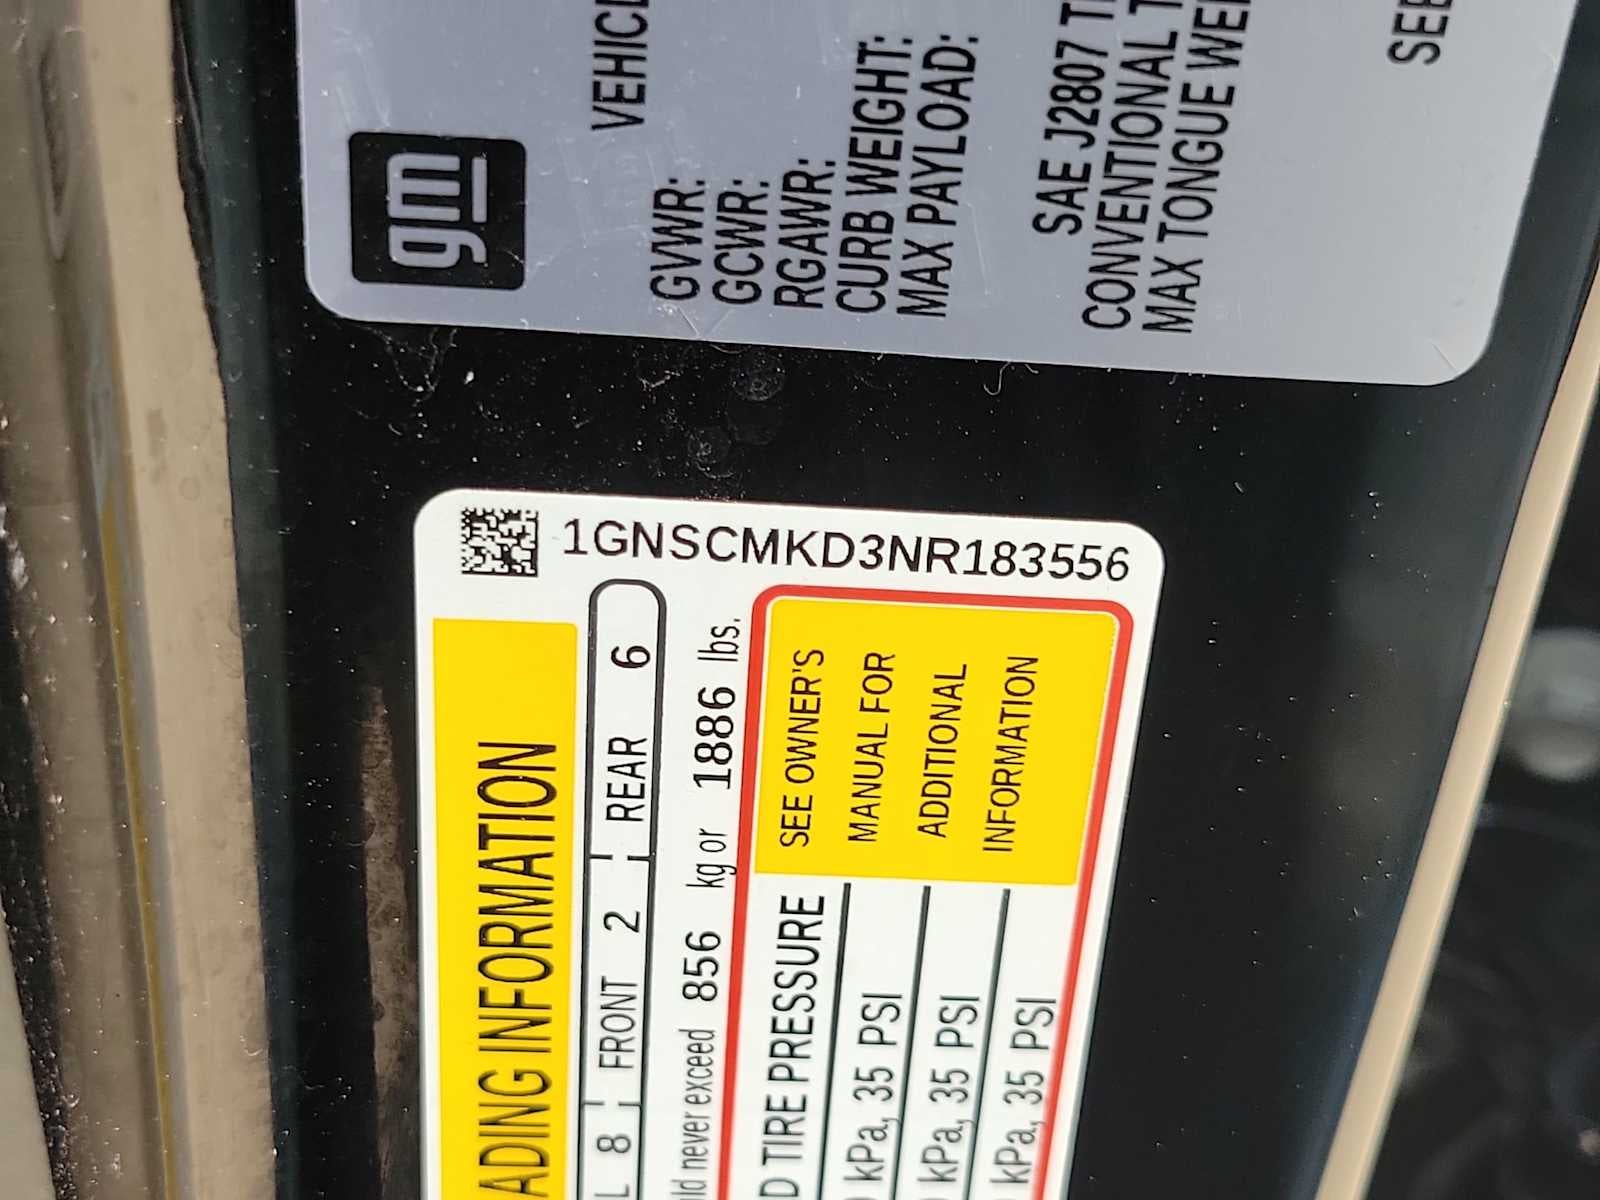 gm
VEHICL
GVWR:
GCWR:
RGAWR:
CURB WEIGHT:
MAX PAYLOAD:
SAE J2807
CONVENTIONAL
MAX TONGUE
SEE
1GNSCMKD3NR183556
ADING INFORMATION
L 8 FRONT 2 REAR 6
ld never exceed 856 kg or 1886 lbs.
D TIRE PRESSURE
SEE OWNER'S
MANUAL FOR
ADDITIONAL
INFORMATION
kPa, 35 PSI
kPa, 35 PSI
kPa, 35 PSI